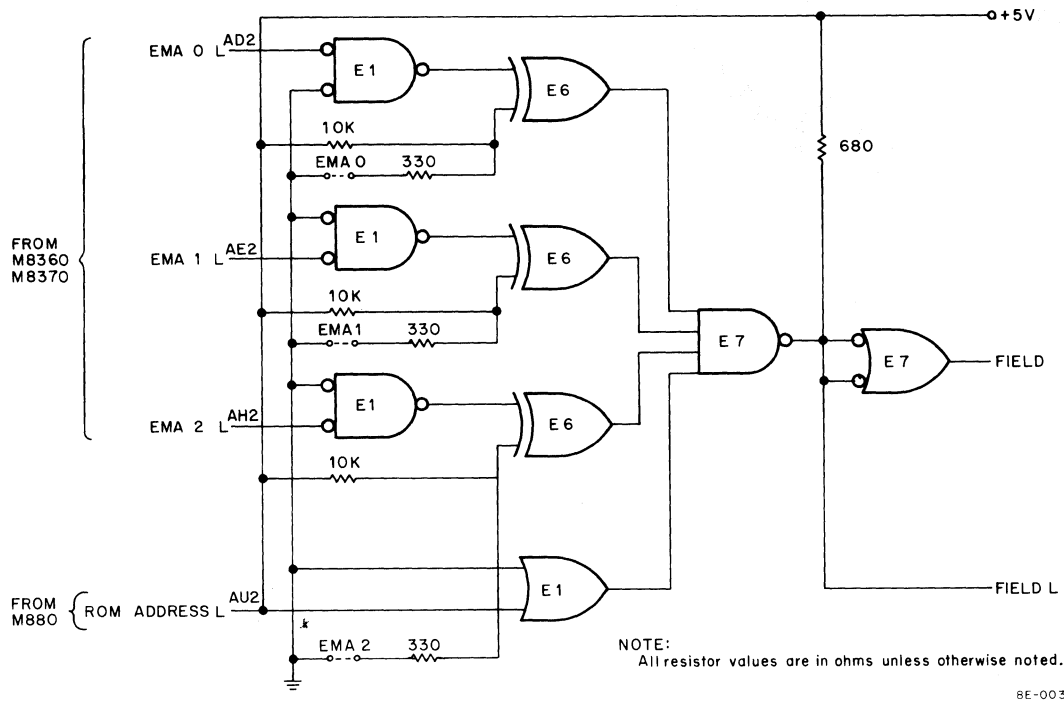 +5V
EMA 0 L AD2
E1
E6
10K
680
EMA 0 330
FROM
M8360
M8370
EMA 1 L AE2
E1
E6
10K
EMA 1 330
E7
E7
FIELD
EMA 2 L AH2
E1
E6
10K
FROM
M880
ROM ADDRESS L AU2
E1
FIELD L
EMA 2 330
NOTE:
All resistor values are in ohms unless otherwise noted.
8E-003